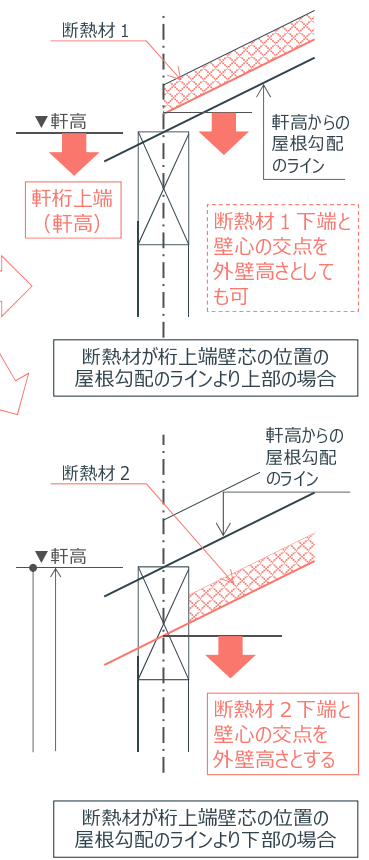 断熱材1
▼軒高
軒高からの
屋根勾配
のライン
軒桁上端
(軒高)
断熱材1下端と
壁心の交点を
外壁高さとして
も可
断熱材が桁上端壁芯の位置の
屋根勾配のラインより上部の場合
軒高からの
屋根勾配
のライン
断熱材2
▼軒高
断熱材2下端と
壁心の交点を
外壁高さとする
断熱材が桁上端壁芯の位置の
屋根勾配のラインより下部の場合